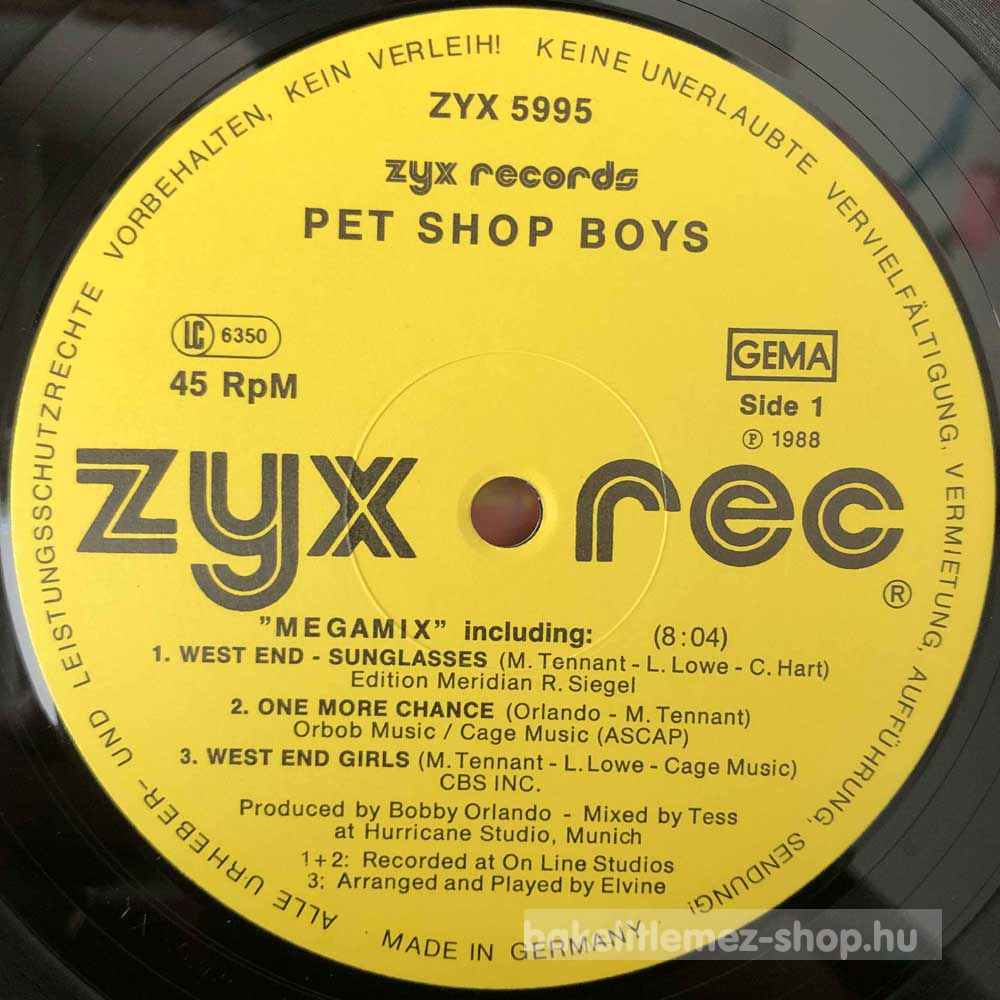 ALLE URHEBER- UND LEISTUNGSSCHUTZRECHTE VORBEHALTEN, KEIN VERLEIH! KEINE UNERLAUBTE VERVIELFÄLTIGUNG, VERMIETUNG, AUFFÜHRUNG, SENDUNG!
ZYX 5995
zyx records
PET SHOP BOYS
LC 6350
GEMA
45 RpM
Side 1
℗ 1988
zyx rec®
"MEGAMIX" including: (8:04)
1. WEST END - SUNGLASSES (M. Tennant - L. Lowe - C. Hart)
Edition Meridian R. Siegel
2. ONE MORE CHANCE (Orlando - M. Tennant)
Orbob Music / Cage Music (ASCAP)
3. WEST END GIRLS (M. Tennant - L. Lowe - Cage Music)
CBS INC.
Produced by Bobby Orlando - Mixed by Tess
at Hurricane Studio, Munich
1+2: Recorded at On Line Studios
3: Arranged and Played by Elvine
MADE IN GERMANY
bakelitlemez-shop.hu